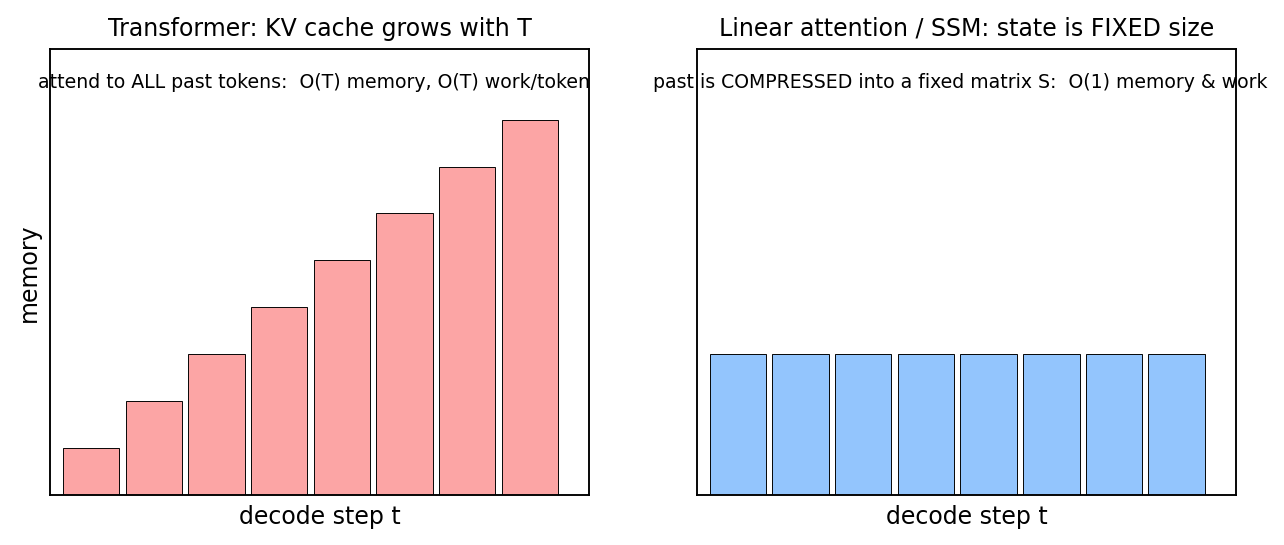 Transformer: KV cache grows with T
attend to ALL past tokens:  O(T) memory, O(T) work/token
memory
decode step t
Linear attention / SSM: state is FIXED size
past is COMPRESSED into a fixed matrix S:  O(1) memory & work
decode step t